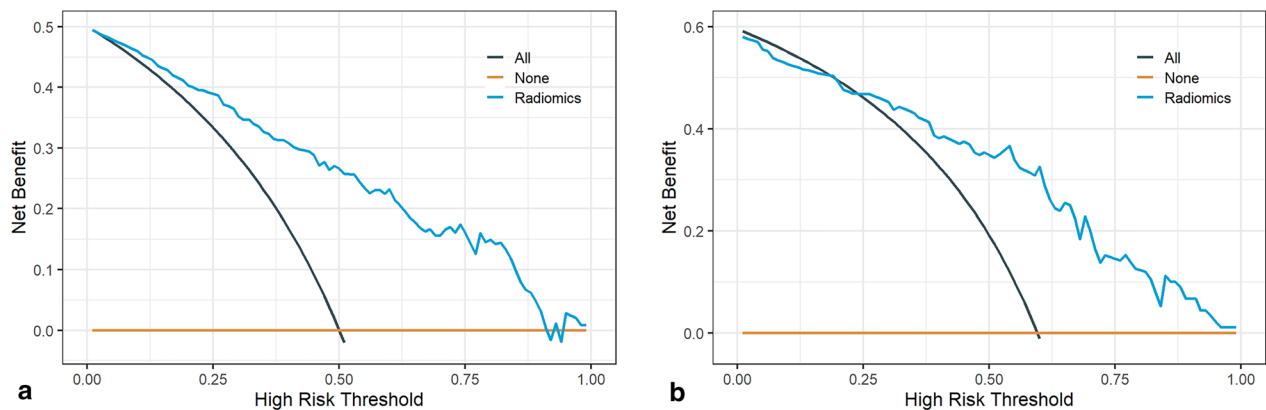 0.5
0.4
0.3
0.2
0.1
0.0
Net Benefit
All
None
Radiomics
0.00
0.25
0.50
0.75
1.00
High Risk Threshold
a
0.6
0.4
0.2
0.0
Net Benefit
All
None
Radiomics
0.00
0.25
0.50
0.75
1.00
High Risk Threshold
b